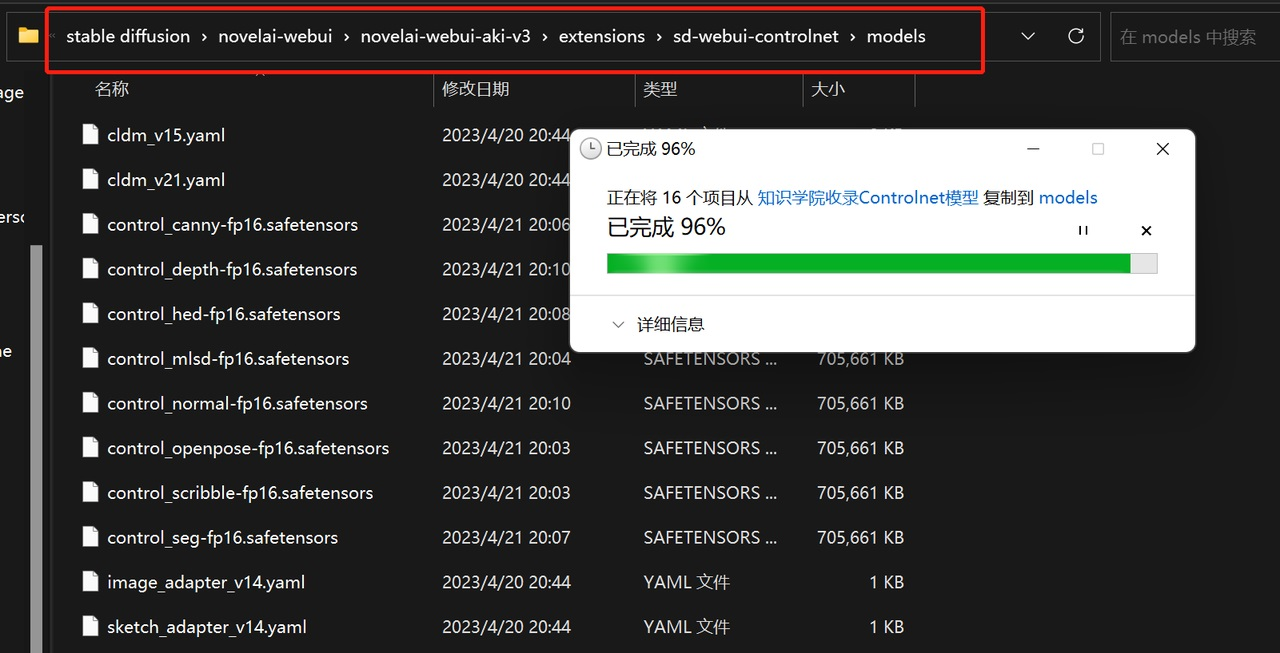 « stable diffusion › novelai-webui › novelai-webui-aki-v3 › extensions › sd-webui-controlnet › models 在 models 中搜索
名称 修改日期 类型 大小
cldm_v15.yaml 2023/4/20 20:44
cldm_v21.yaml 2023/4/20 20:44
control_canny-fp16.safetensors 2023/4/21 20:06
control_depth-fp16.safetensors 2023/4/21 20:10
control_hed-fp16.safetensors 2023/4/21 20:08
control_mlsd-fp16.safetensors 2023/4/21 20:04 SAFETENSORS ... 705,661 KB
control_normal-fp16.safetensors 2023/4/21 20:10 SAFETENSORS ... 705,661 KB
control_openpose-fp16.safetensors 2023/4/21 20:03 SAFETENSORS ... 705,661 KB
control_scribble-fp16.safetensors 2023/4/21 20:03 SAFETENSORS ... 705,661 KB
control_seg-fp16.safetensors 2023/4/21 20:07 SAFETENSORS ... 705,661 KB
image_adapter_v14.yaml 2023/4/20 20:44 YAML 文件 1 KB
sketch_adapter_v14.yaml 2023/4/20 20:44 YAML 文件 1 KB
已完成 96%
正在将 16 个项目从 知识学院收录Controlnet模型 复制到 models
已完成 96%
详细信息